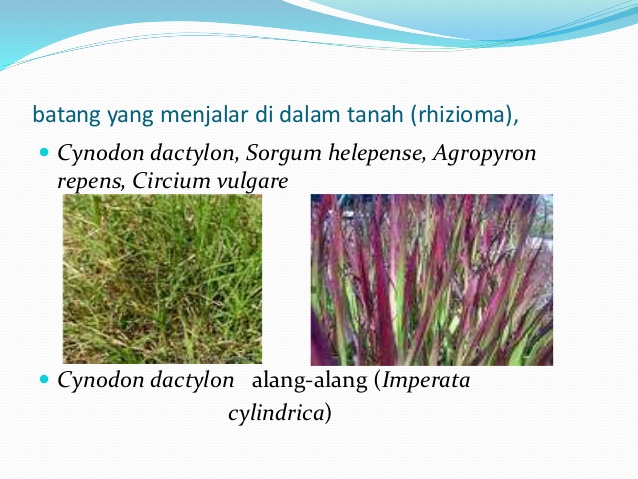 batang yang menjalar di dalam tanah (rhizioma),
Cynodon dactylon, Sorgum helepense, Agropyron
repens, Circium vulgare
Cynodon dactylon alang-alang (Imperata
cylindrica)